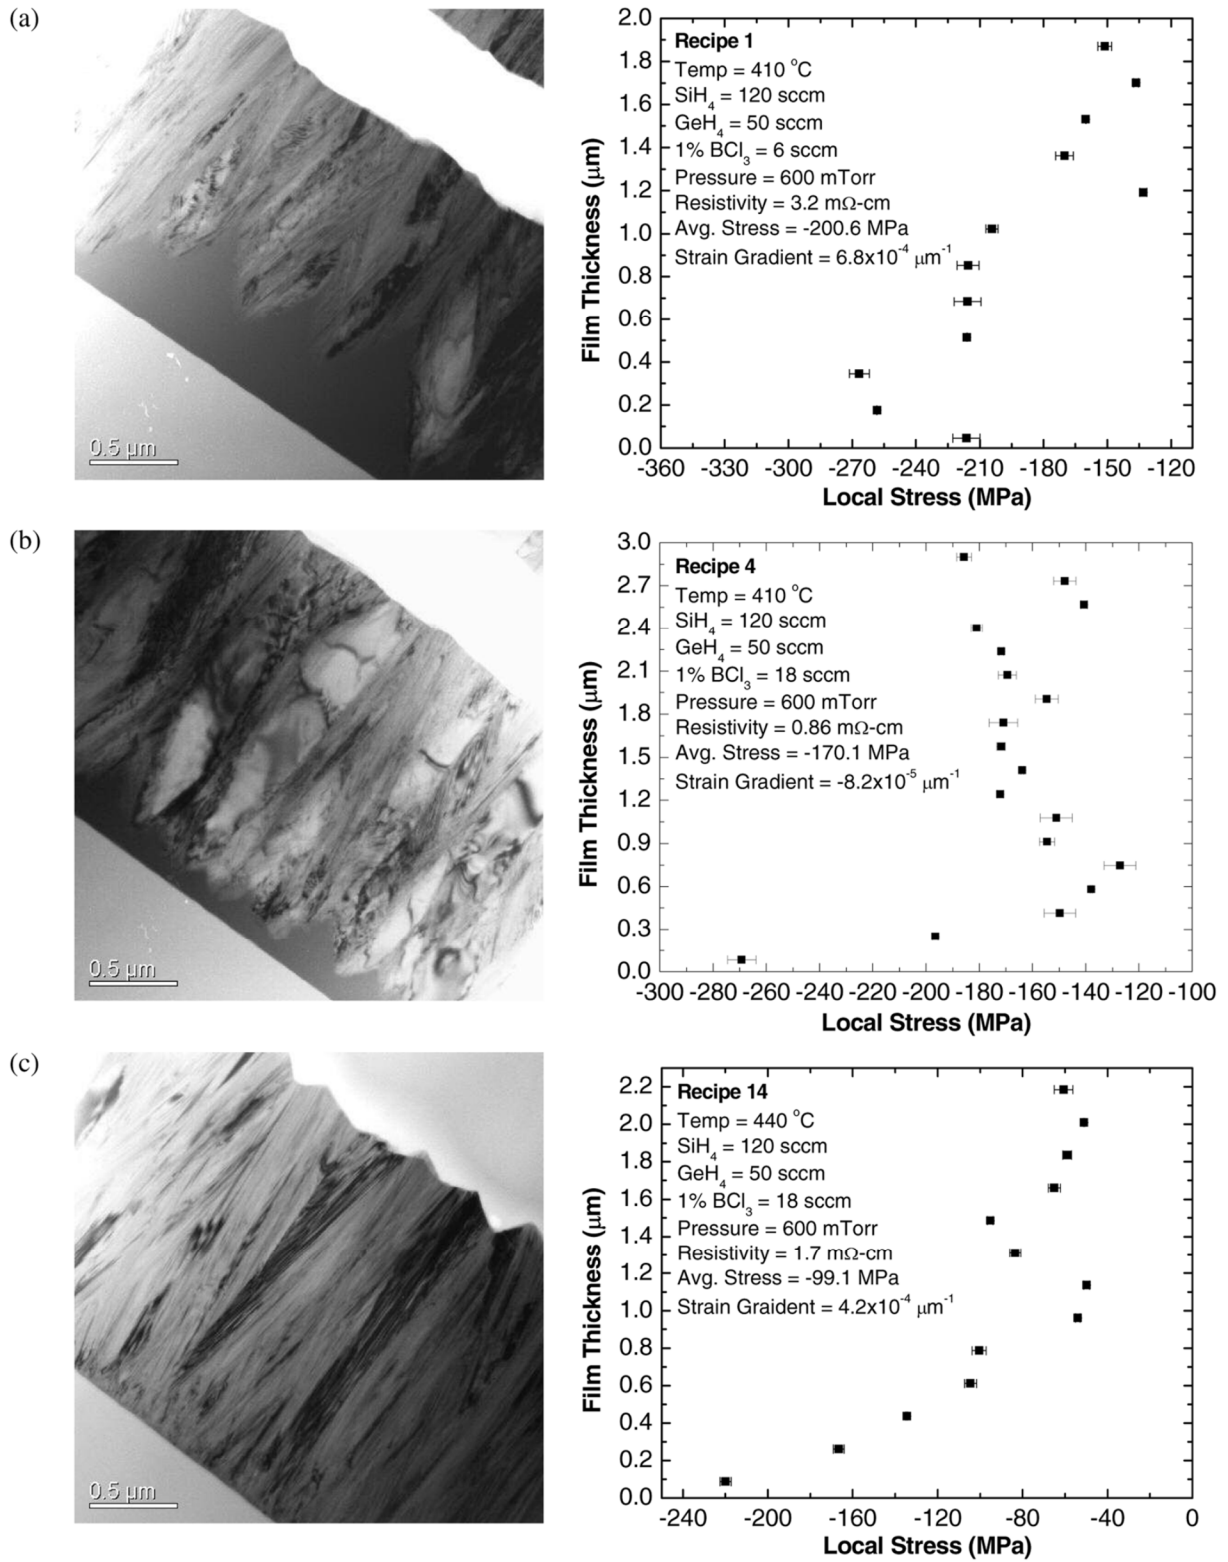 (a)
0.5 µm
Recipe 1
Temp = 410 °C
SiH4 = 120 sccm
GeH4 = 50 sccm
1% BCl3 = 6 sccm
Pressure = 600 mTorr
Resistivity = 3.2 mΩ-cm
Avg. Stress = -200.6 MPa
Strain Gradient = 6.8x10-4 µm-1
Film Thickness (µm)
2.0
1.8
1.6
1.4
1.2
1.0
0.8
0.6
0.4
0.2
0.0
-360 -330 -300 -270 -240 -210 -180 -150 -120
Local Stress (MPa)
(b)
0.5 µm
Recipe 4
Temp = 410 °C
SiH4 = 120 sccm
GeH4 = 50 sccm
1% BCl3 = 18 sccm
Pressure = 600 mTorr
Resistivity = 0.86 mΩ-cm
Avg. Stress = -170.1 MPa
Strain Gradient = -8.2x10-5 µm-1
Film Thickness (µm)
3.0
2.7
2.4
2.1
1.8
1.5
1.2
0.9
0.6
0.3
0.0
-300 -280 -260 -240 -220 -200 -180 -160 -140 -120 -100
Local Stress (MPa)
(c)
0.5 µm
Recipe 14
Temp = 440 °C
SiH4 = 120 sccm
GeH4 = 50 sccm
1% BCl3 = 18 sccm
Pressure = 600 mTorr
Resistivity = 1.7 mΩ-cm
Avg. Stress = -99.1 MPa
Strain Graident = 4.2x10-4 µm-1
Film Thickness (µm)
2.2
2.0
1.8
1.6
1.4
1.2
1.0
0.8
0.6
0.4
0.2
0.0
-240 -200 -160 -120 -80 -40 0
Local Stress (MPa)